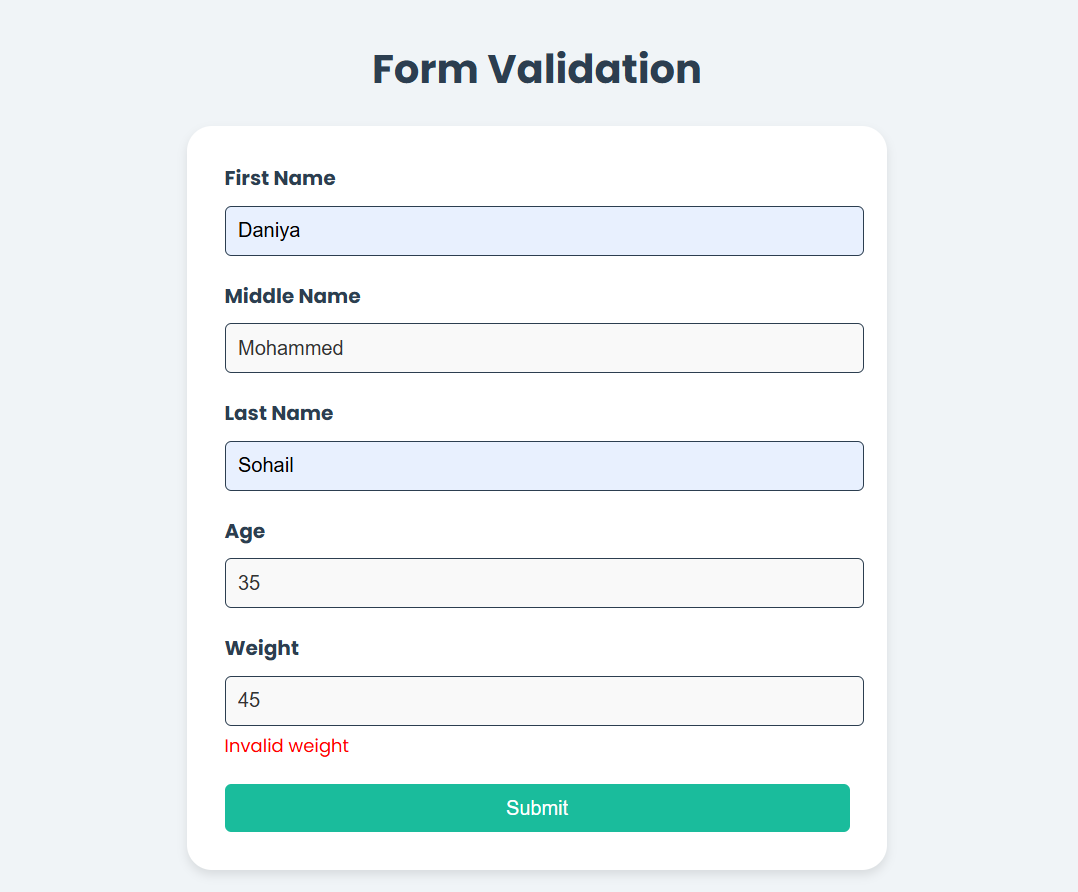 Form Validation
First Name
Daniya
Middle Name
Mohammed
Last Name
Sohail
Age
35
Weight
45
Invalid weight
Submit